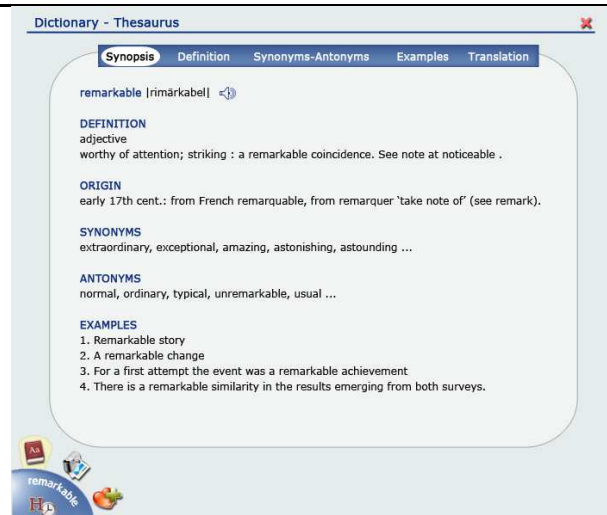 Dictionary - Thesaurus
Synopsis Definition Synonyms-Antonyms Examples Translation
remarkable |rimärkabel|
DEFINITION
adjective
worthy of attention; striking : a remarkable coincidence. See note at noticeable .
ORIGIN
early 17th cent.: from French remarquable, from remarquer ‘take note of’ (see remark).
SYNONYMS
extraordinary, exceptional, amazing, astonishing, astounding ...
ANTONYMS
normal, ordinary, typical, unremarkable, usual ...
EXAMPLES
1. Remarkable story
2. A remarkable change
3. For a first attempt the event was a remarkable achievement
4. There is a remarkable similarity in the results emerging from both surveys.
Aa
remarkable
H